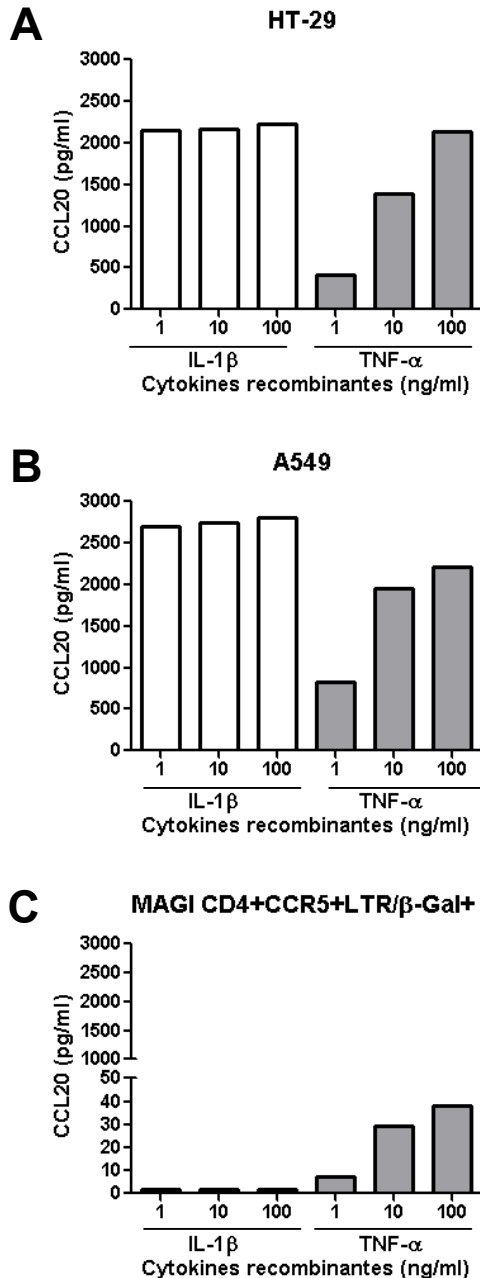 A
HT-29
CCL20 (pg/ml)
3000
2500
2000
1500
1000
500
0
1 10 100 1 10 100
IL-1β TNF-α
Cytokines recombinantes (ng/ml)
B
A549
CCL20 (pg/ml)
3000
2500
2000
1500
1000
500
0
1 10 100 1 10 100
IL-1β TNF-α
Cytokines recombinantes (ng/ml)
C
MAGI CD4+CCR5+LTR/β-Gal+
CCL20 (pg/ml)
3000
2500
2000
1500
1000
50
40
30
20
10
0
1 10 100 1 10 100
IL-1β TNF-α
Cytokines recombinantes (ng/ml)